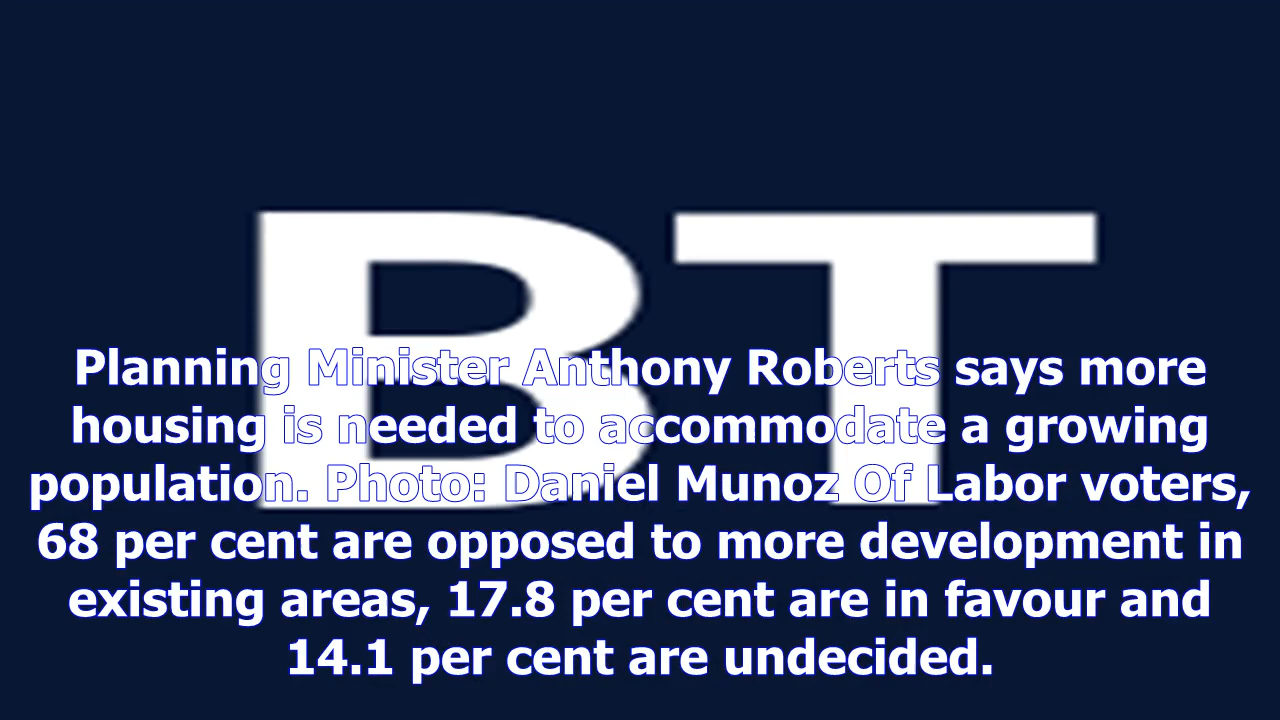 BT
Planning Minister Anthony Roberts says more
housing is needed to accommodate a growing
population. Photo: Daniel Munoz Of Labor voters,
68 per cent are opposed to more development in
existing areas, 17.8 per cent are in favour and
14.1 per cent are undecided.